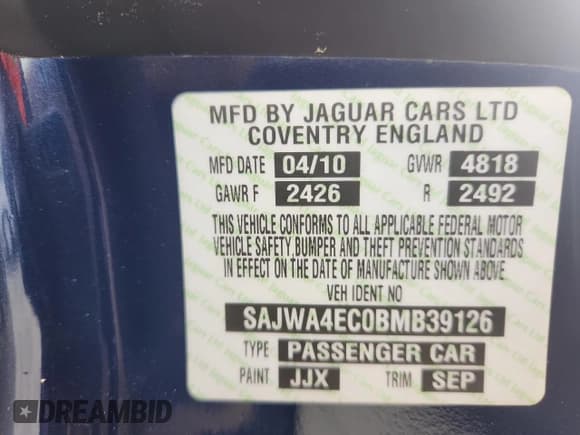 MFD BY JAGUAR CARS LTD
COVENTRY ENGLAND
MFD DATE 04/10 GVWR 4818
GAWR F 2426 R 2492
THIS VEHICLE CONFORMS TO ALL APPLICABLE FEDERAL MOTOR
VEHICLE SAFETY,BUMPER AND THEFT PREVENTION STANDARDS
IN EFFECT ON THE DATE OF MANUFACTURE SHOWN ABOVE
VEH IDENT NO
SAJWA4EC0BMB39126
TYPE PASSENGER CAR
PAINT JJX TRIM SEP
DREAMBID